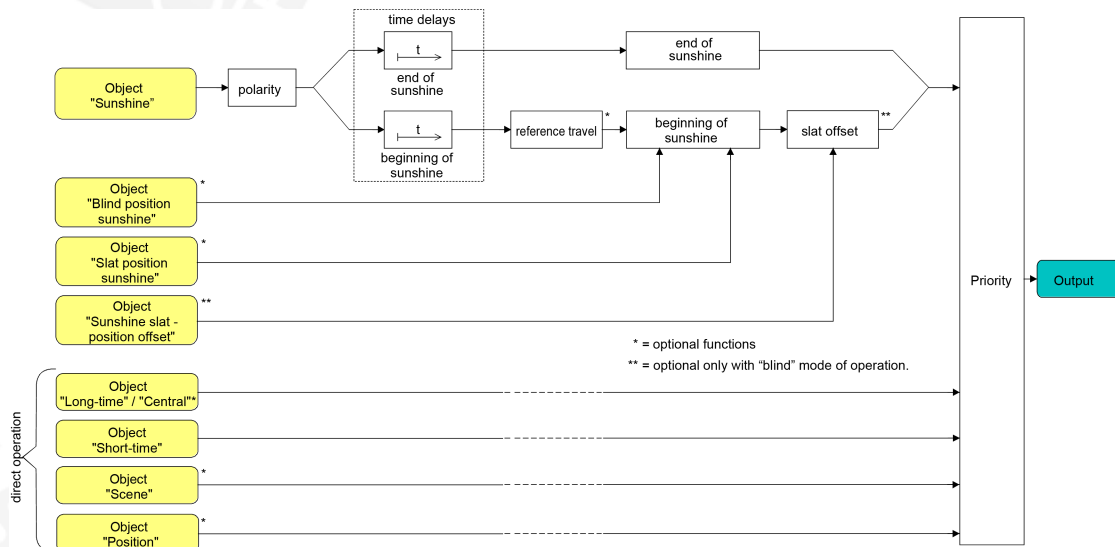 time delays
t
end of
sunshine
end of
sunshine
Object
"Sunshine"
polarity
t
beginning of
sunshine
reference travel
*
beginning of
sunshine
slat offset
**
Object
"Blind position
sunshine"
*
Object
"Slat position
sunshine"
*
Object
"Sunshine slat -
position offset"
**
Priority
Output
* = optional functions
** = optional only with “blind” mode of operation.
direct operation
Object
"Long-time" / "Central"*
Object
"Short-time"
Object
"Scene"
*
Object
"Position"
*